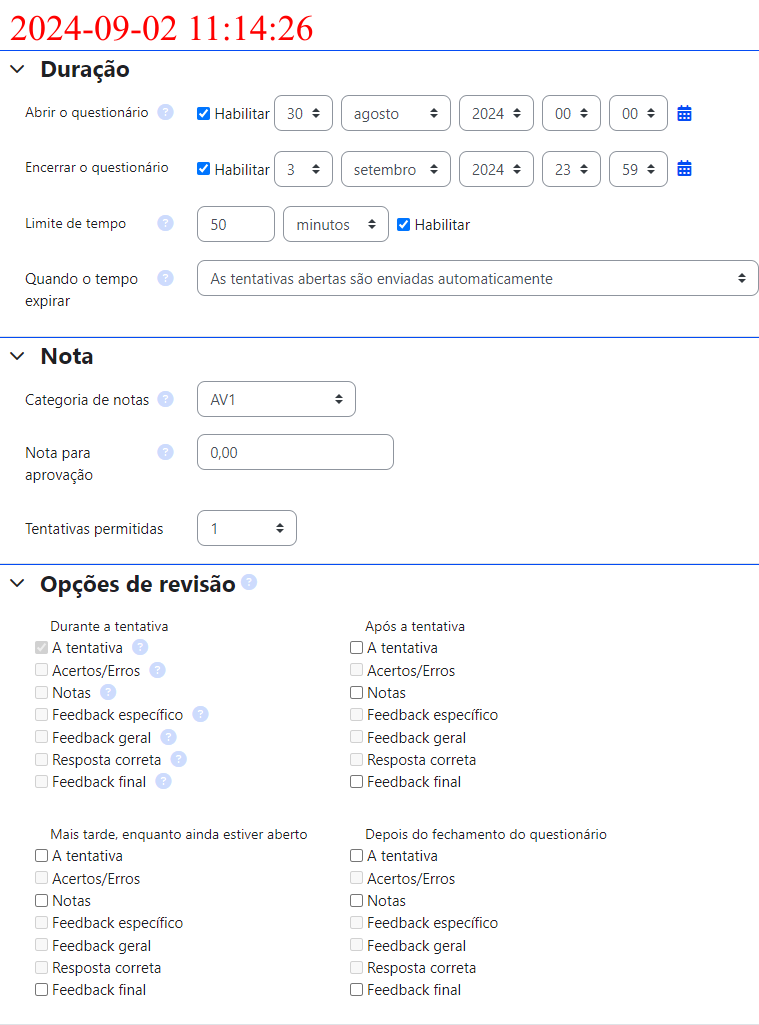 2024-09-02 11:14:26
Duração
Abrir o questionário ? Habilitar 30 agosto 2024 00 00
Encerrar o questionário Habilitar 3 setembro 2024 23 59
Limite de tempo ? 50 minutos Habilitar
Quando o tempo ? As tentativas abertas são enviadas automaticamente
expirar
Nota
Categoria de notas ? AV1
Nota para ? 0,00
aprovação
Tentativas permitidas 1
Opções de revisão ?
Durante a tentativa
A tentativa ?
Acertos/Erros ?
Notas ?
Feedback específico ?
Feedback geral ?
Resposta correta ?
Feedback final ?
Após a tentativa
A tentativa
Acertos/Erros
Notas
Feedback específico
Feedback geral
Resposta correta
Feedback final
Mais tarde, enquanto ainda estiver aberto
A tentativa
Acertos/Erros
Notas
Feedback específico
Feedback geral
Resposta correta
Feedback final
Depois do fechamento do questionário
A tentativa
Acertos/Erros
Notas
Feedback específico
Feedback geral
Resposta correta
Feedback final